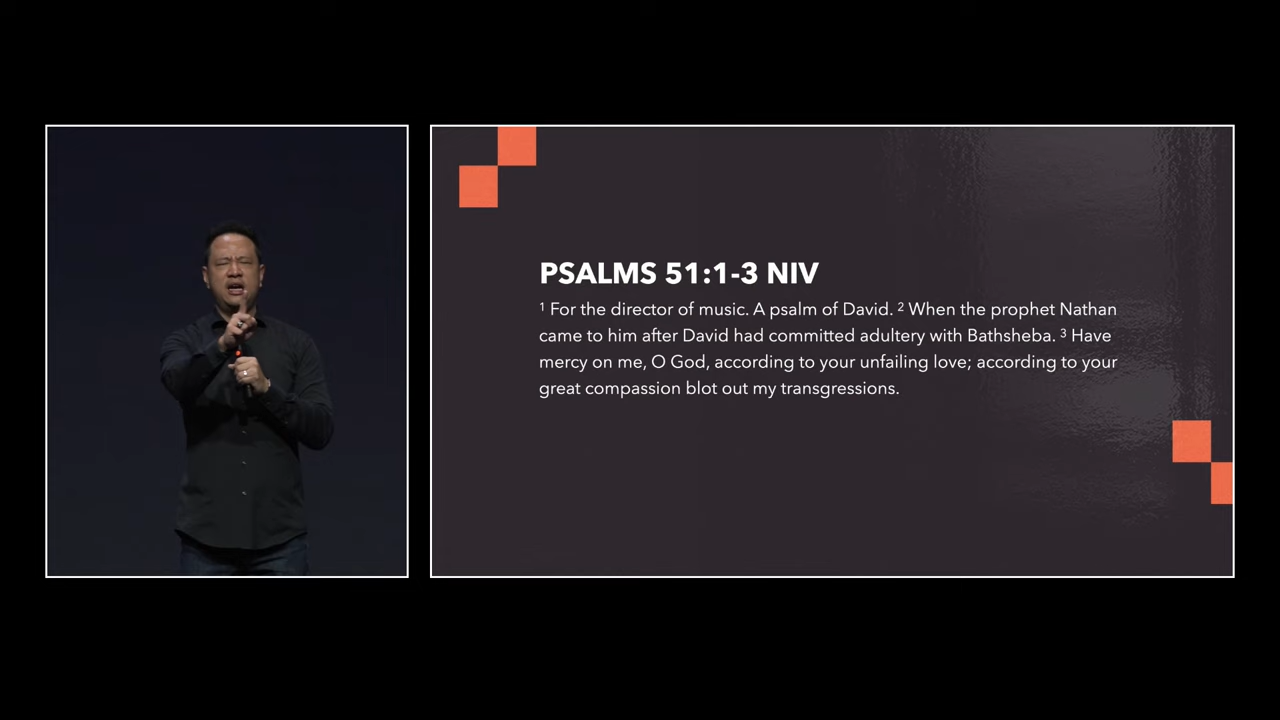 PSALMS 51:1-3 NIV
¹ For the director of music. A psalm of David. ² When the prophet Nathan
came to him after David had committed adultery with Bathsheba. ³ Have
mercy on me, O God, according to your unfailing love; according to your
great compassion blot out my transgressions.